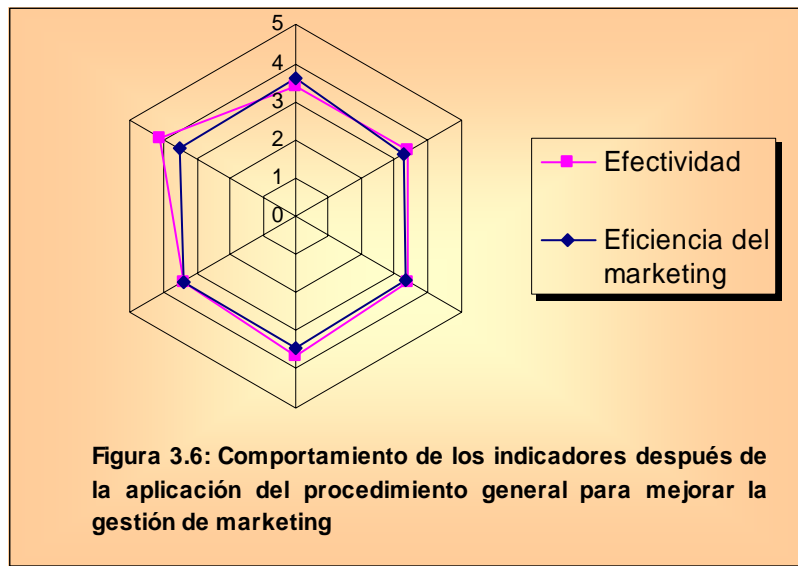 5
4
3
2
1
0
Efectividad
Eficiencia del
marketing
Figura 3.6: Comportamiento de los indicadores después de
la aplicación del procedimiento general para mejorar la
gestión de marketing